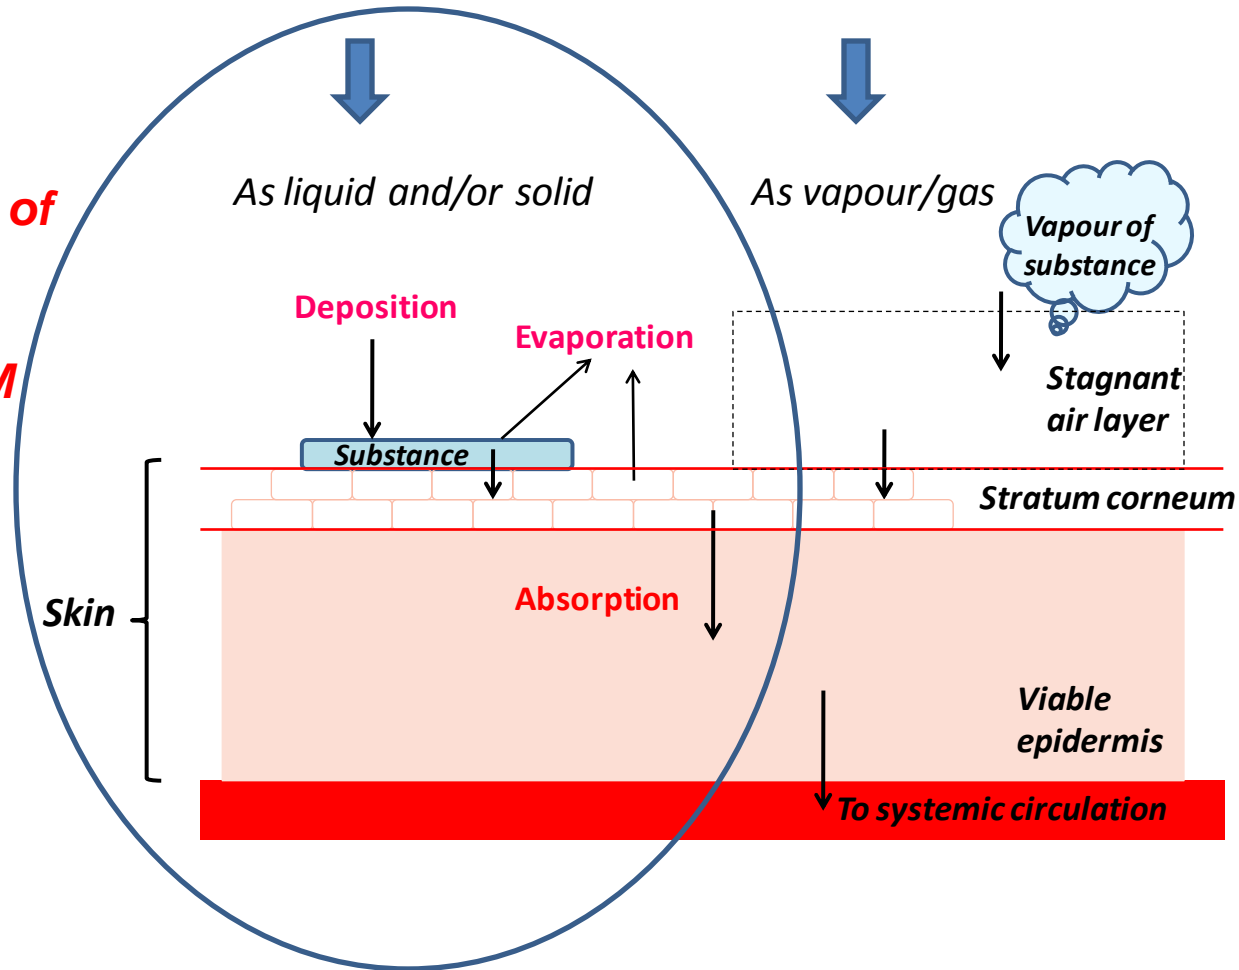 of
M
As liquid and/or solid
As vapour/gas
Vapour of
substance
Deposition
Evaporation
Stagnant
air layer
Substance
Stratum corneum
Skin
Absorption
Viable
epidermis
To systemic circulation